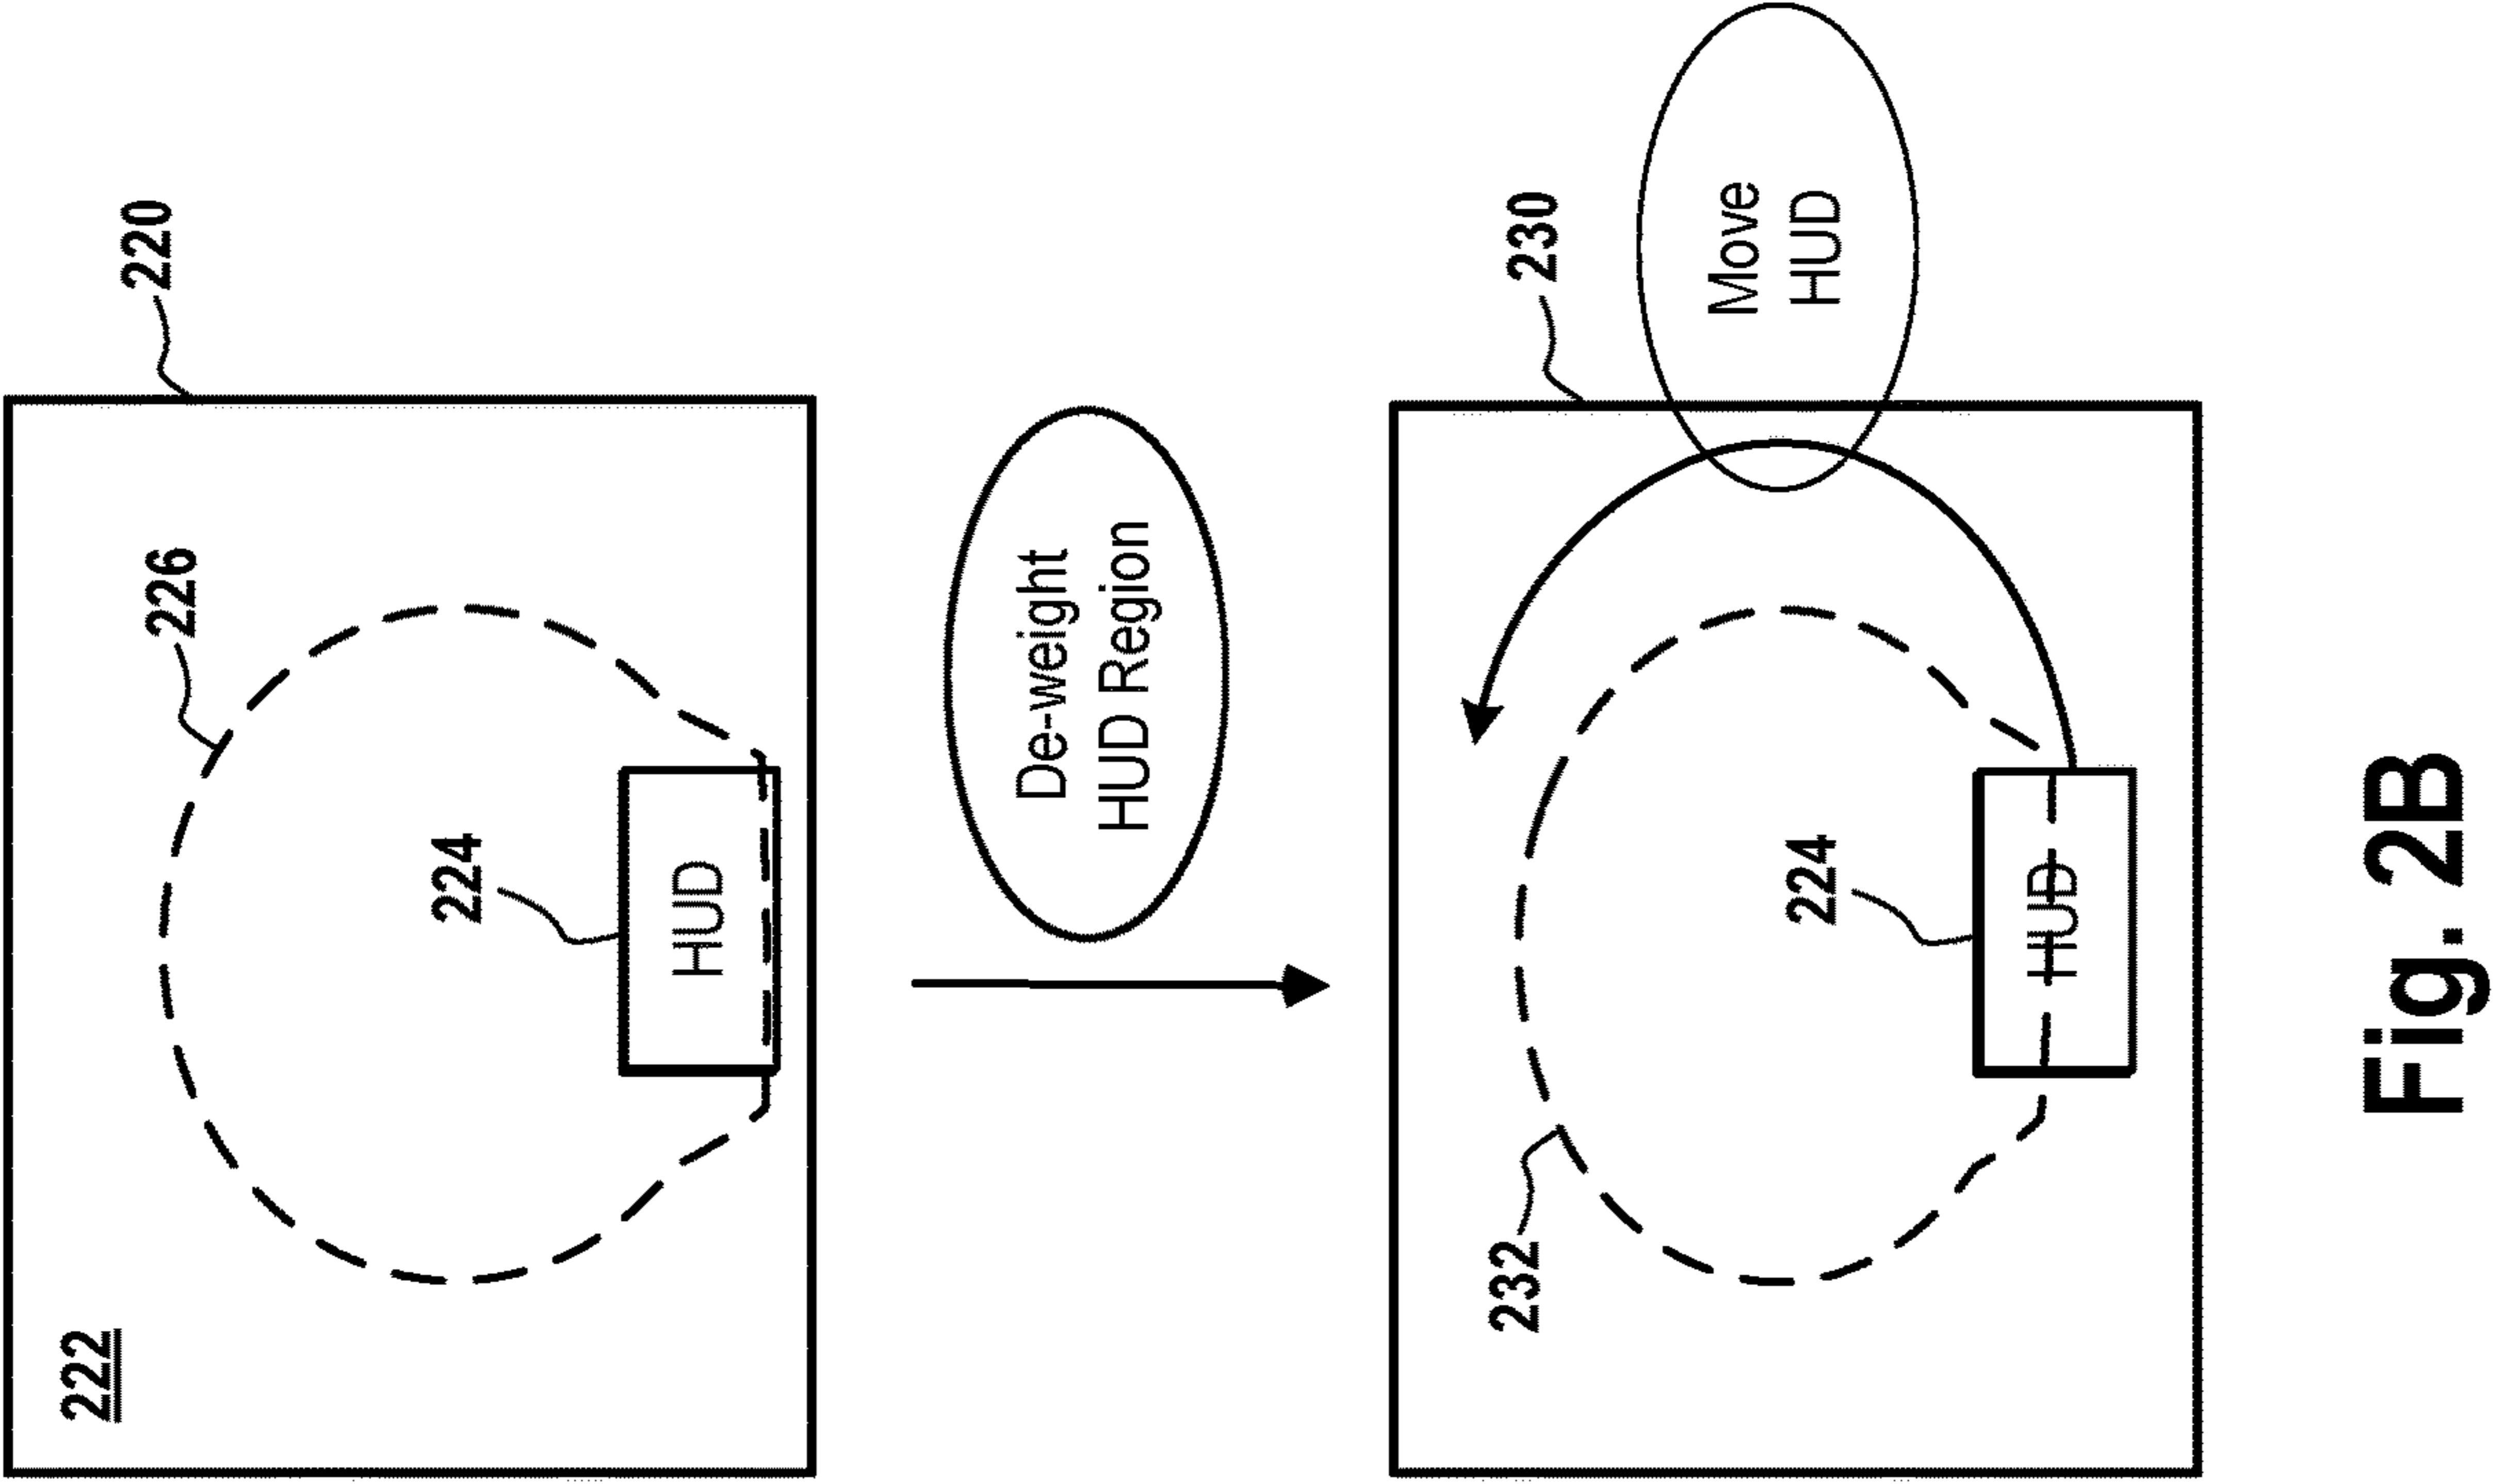 222
226
220
224
HUD
De-weight
HUD Region
232
230
224
HUD
Move
HUD
Fig. 2B